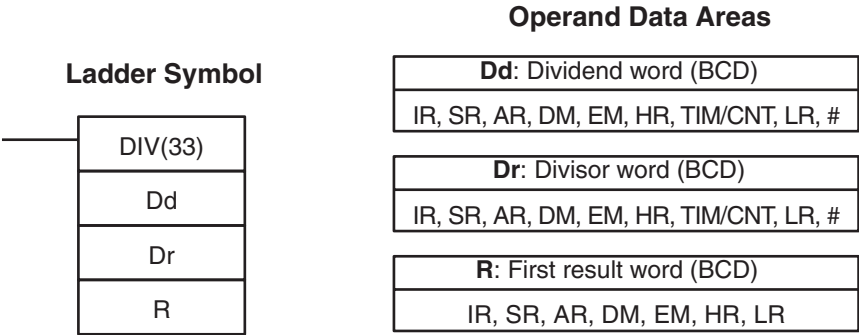 Operand Data Areas
Ladder Symbol
DIV(33)
Dd
Dr
R
Dd: Dividend word (BCD)
IR, SR, AR, DM, EM, HR, TIM/CNT, LR, #
Dr: Divisor word (BCD)
IR, SR, AR, DM, EM, HR, TIM/CNT, LR, #
R: First result word (BCD)
IR, SR, AR, DM, EM, HR, LR